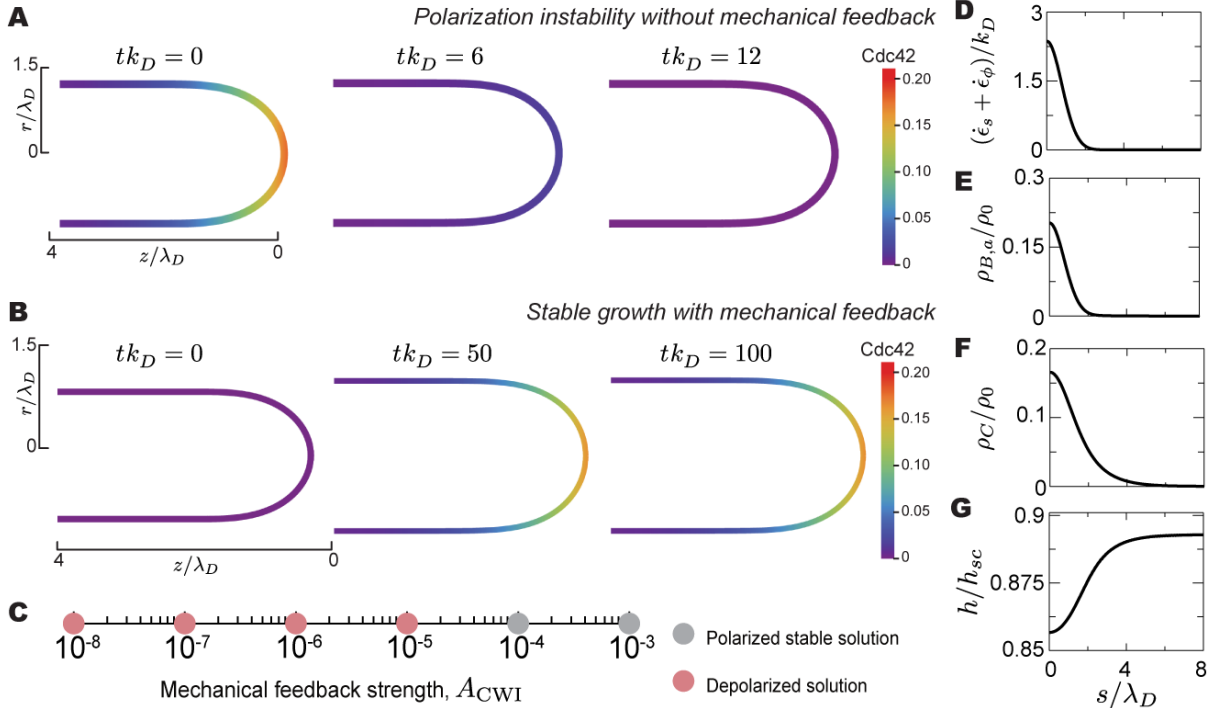 A
Polarization instability without mechanical feedback
tk_D = 0
tk_D = 6
tk_D = 12
Cdc42
1.5
r/λ_D
0
0.20
0.15
0.10
0.05
0
4
z/λ_D
0
B
Stable growth with mechanical feedback
tk_D = 0
tk_D = 50
tk_D = 100
Cdc42
1.5
r/λ_D
0
0.20
0.15
0.10
0.05
0
4
z/λ_D
0
C
10^-8
10^-7
10^-6
10^-5
10^-4
10^-3
Mechanical feedback strength, A_CWI
Polarized stable solution
Depolarized solution
D
(ε̇_s + ε̇_ϕ)/k_D
3
1.5
0
E
ρ_{B,a}/ρ_0
0.3
0.15
0
F
ρ_C/ρ_0
0.2
0.1
0
G
h/h_sc
0.9
0.875
0.85
0
4
8
s/λ_D